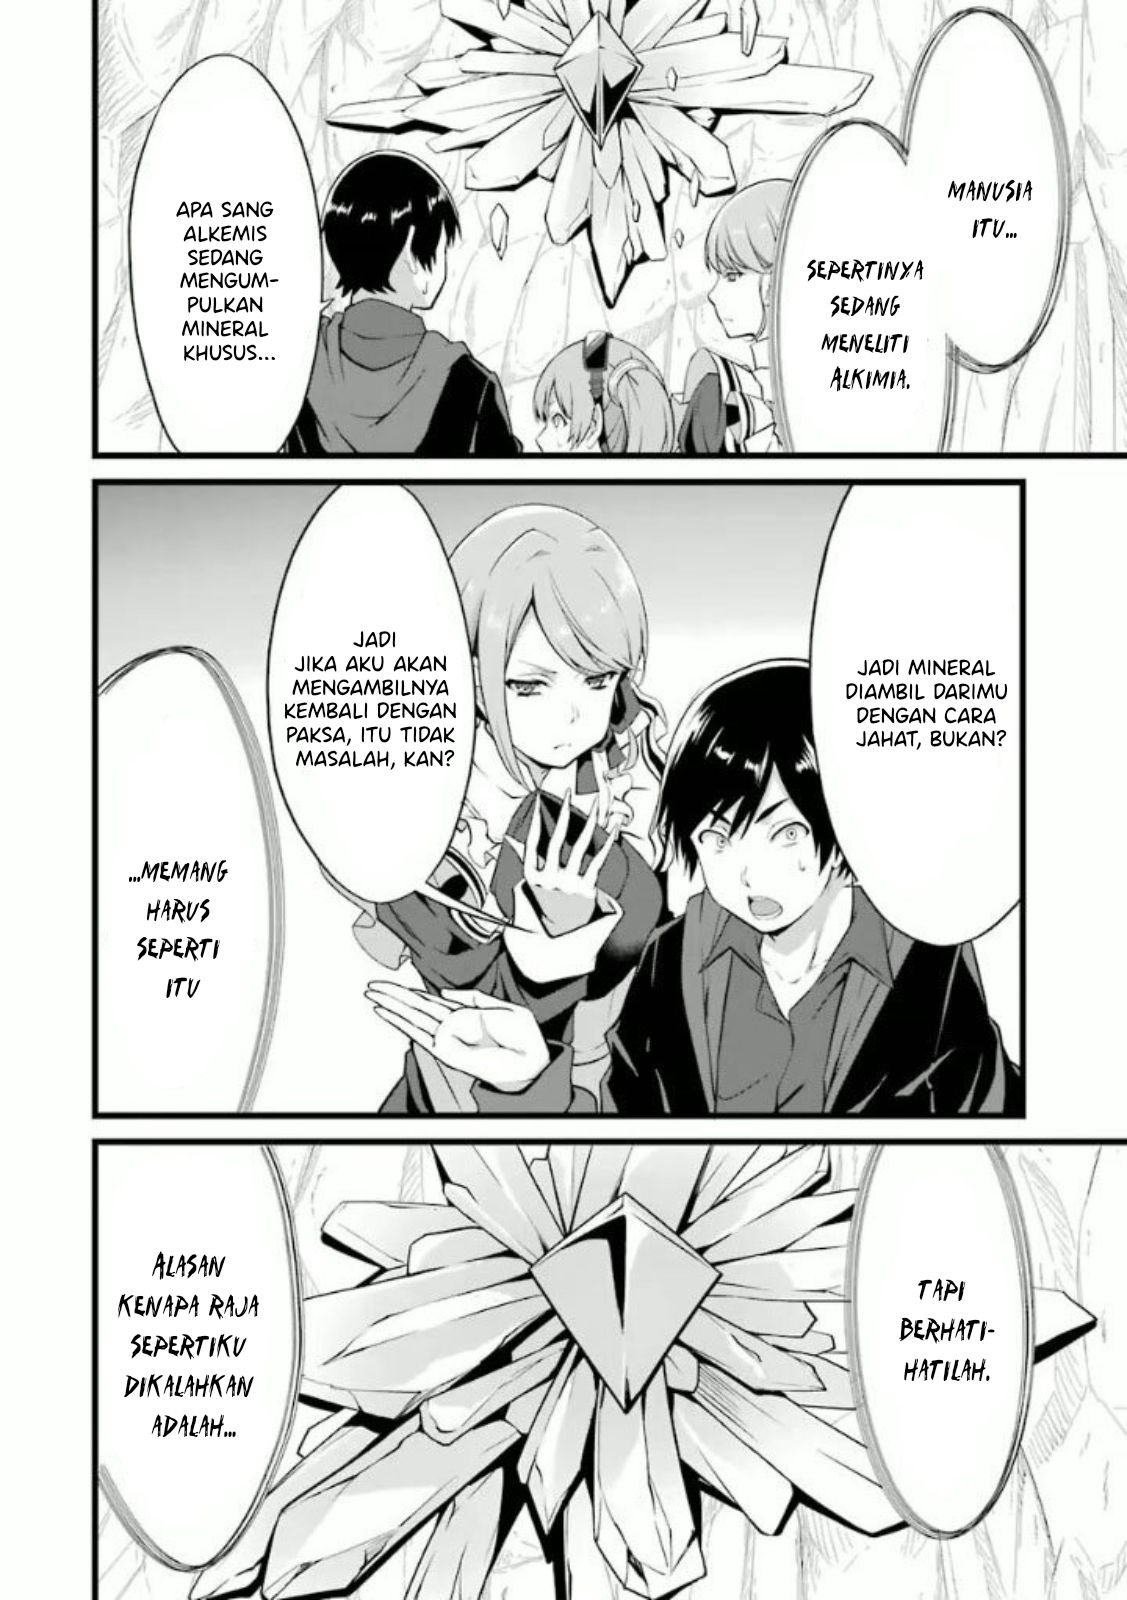 MANUSIA
ITU...
SEPERTINYA
SEDANG
MENELITI
ALKIMIA.
APA SANG
ALKEMIS
SEDANG
MENGUM-
PULKAN
MINERAL
KHUSUS...
JADI MINERAL
DIAMBIL DARIMU
DENGAN CARA
JAHAT, BUKAN?
JADI
JIKA AKU AKAN
MENGAMBILNYA
KEMBALI DENGAN
PAKSA, ITU TIDAK
MASALAH, KAN?
...MEMANG
HARUS
SEPERTI
ITU
TAPI
BERHATI-
HATILAH.
ALASAN
KENAPA RAJA
SEPERTIKU
DIKALAHKAN
ADALAH...